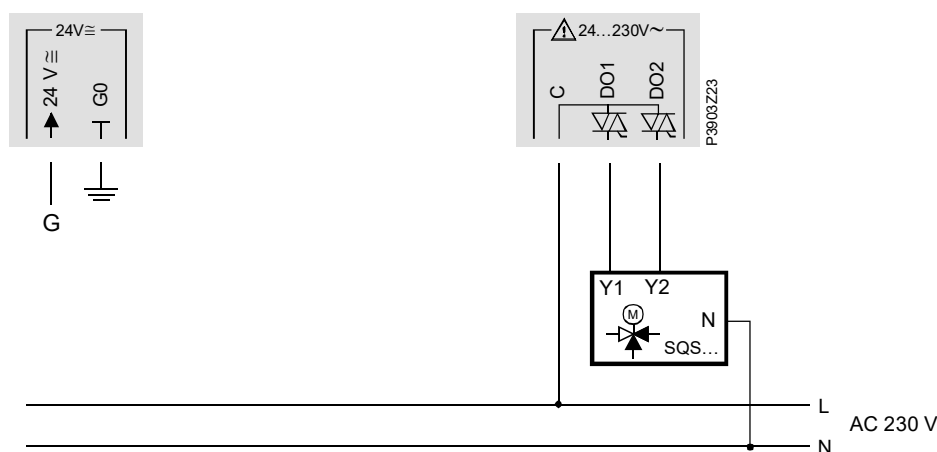 24V≅
24 V ≅
G0
G
24...230V~
C
DO1
DO2
P3903Z23
Y1 Y2
M
N
SQS...
L
AC 230 V
N